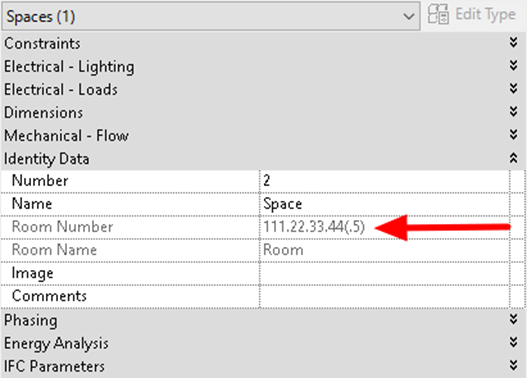 Spaces (1) Edit Type
Constraints
Electrical - Lighting
Electrical - Loads
Dimensions
Mechanical - Flow
Identity Data
Number 2
Name Space
Room Number 111.22.33.44(.5)
Room Name Room
Image
Comments
Phasing
Energy Analysis
IFC Parameters